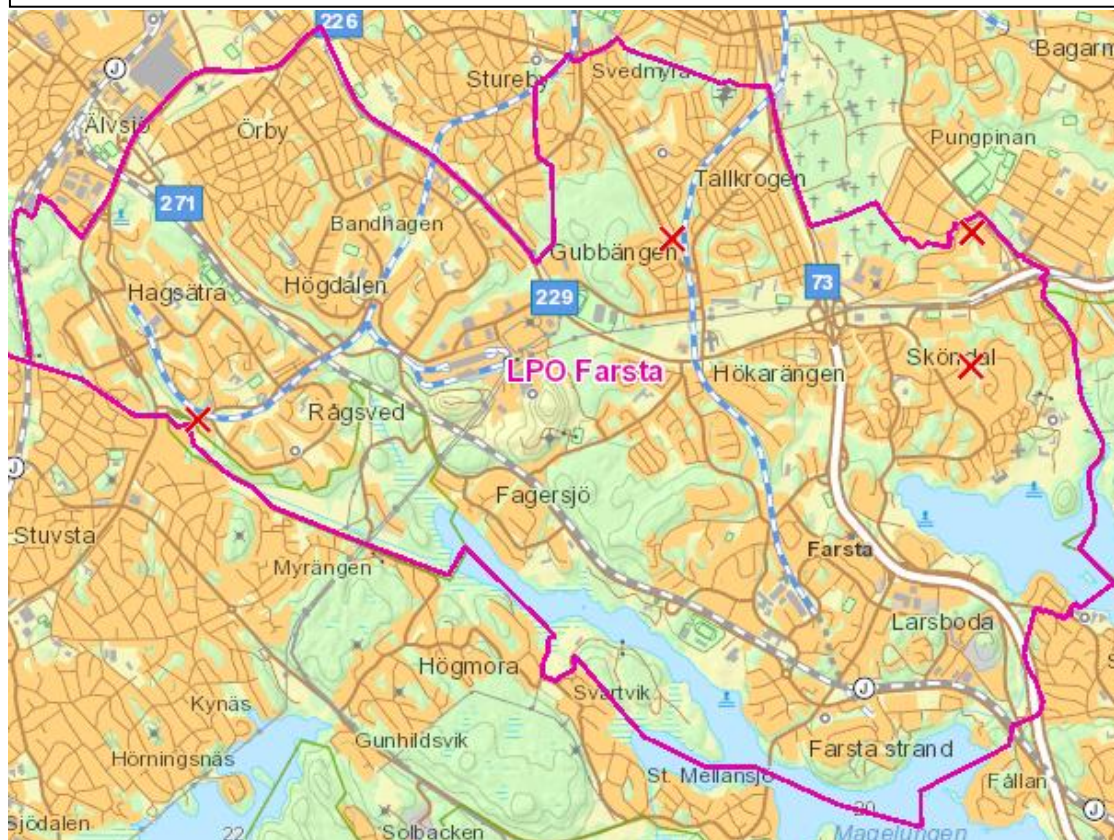 226
Bagarm
Stureby
Svedmyra
J
Älvsjö
Örby
Pungpinan
Tallkrogen
271
Bandhagen
Gubbängen
Hagsätra
Högdalen
73
229
Sköndal
LPO Farsta
Hökarängen
Rågsved
J
Fagersjö
Stuvsta
Farsta
Myrängen
Larsboda
Högmora
Svartvik
J
Kynäs
Gunhildsvik
Farsta strand
Hörningsnäs
St. Mellansjö
Fållan
20
J
Sjödalen
22
Solbacken
Magelungen